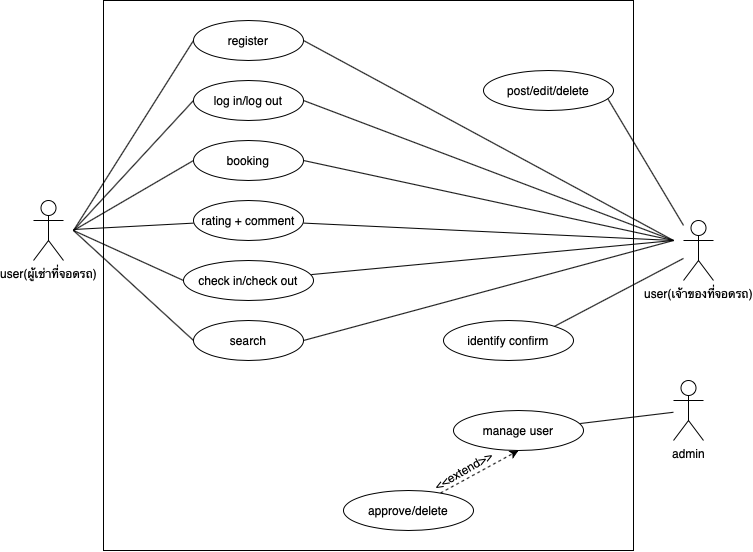 register
log in/log out
post/edit/delete
booking
rating + comment
user(ผู้เช่าที่จอดรถ)
check in/check out
user(เจ้าของที่จอดรถ)
search
identify confirm
manage user
admin
<<extend>>
approve/delete